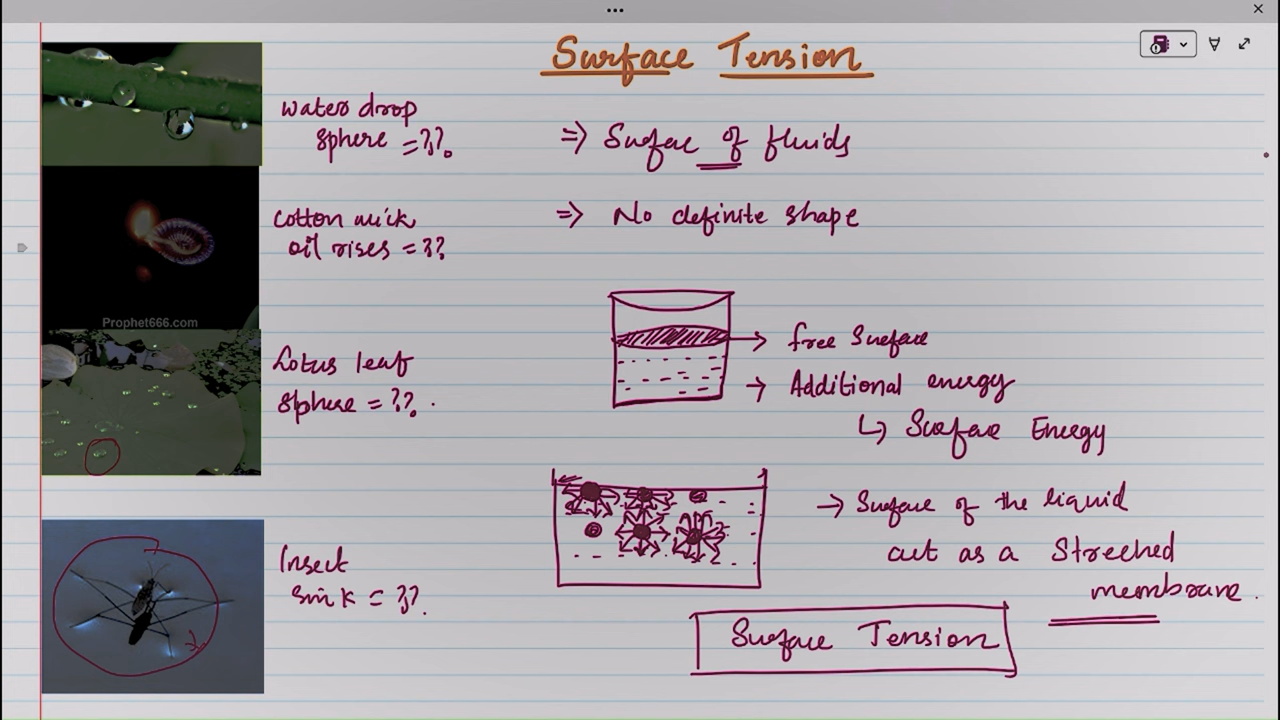 Surface Tension
water drop
sphere = ??.
⇒ Surface of fluids
cotton wick
oil rises = ??
⇒ No definite shape
Prophet666.com
→ free Surface
Lotus leaf
sphere = ??.
→ Additional energy
↳ Surface Energy
→ Surface of the liquid
act as a Streched
membrane.
Insect
sink = ??.
Surface Tension